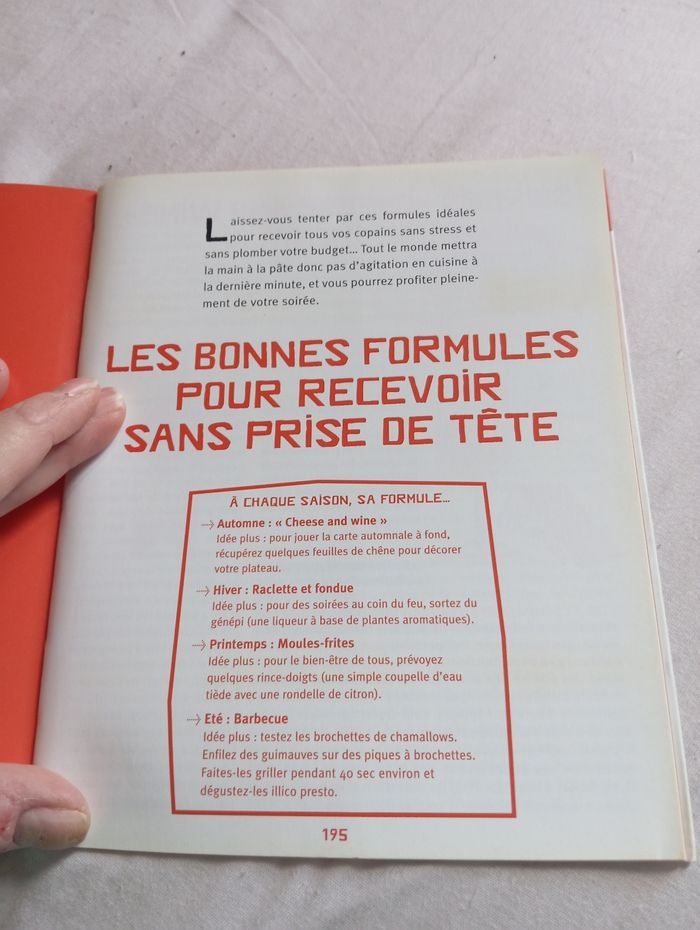 Laissez-vous tenter par ces formules idéales
pour recevoir tous vos copains sans stress et
sans plomber votre budget... Tout le monde mettra
la main à la pâte donc pas d'agitation en cuisine à
la dernière minute, et vous pourrez profiter pleine-
ment de votre soirée.
LES BONNES FORMULES
POUR RECEVOIR
SANS PRISE DE TÊTE
À CHAQUE SAISON, SA FORMULE...
Automne : « Cheese and wine »
Idée plus : pour jouer la carte automnale à fond,
récupérez quelques feuilles de chêne pour décorer
votre plateau.
Hiver : Raclette et fondue
Idée plus : pour des soirées au coin du feu, sortez du
génépi (une liqueur à base de plantes aromatiques).
Printemps : Moules-frites
Idée plus : pour le bien-être de tous, prévoyez
quelques rince-doigts (une simple coupelle d'eau
tiède avec une rondelle de citron).
Eté : Barbecue
Idée plus : testez les brochettes de chamallows.
Enfilez des guimauves sur des piques à brochettes.
Faites-les griller pendant 40 sec environ et
dégustez-les illico presto.
195